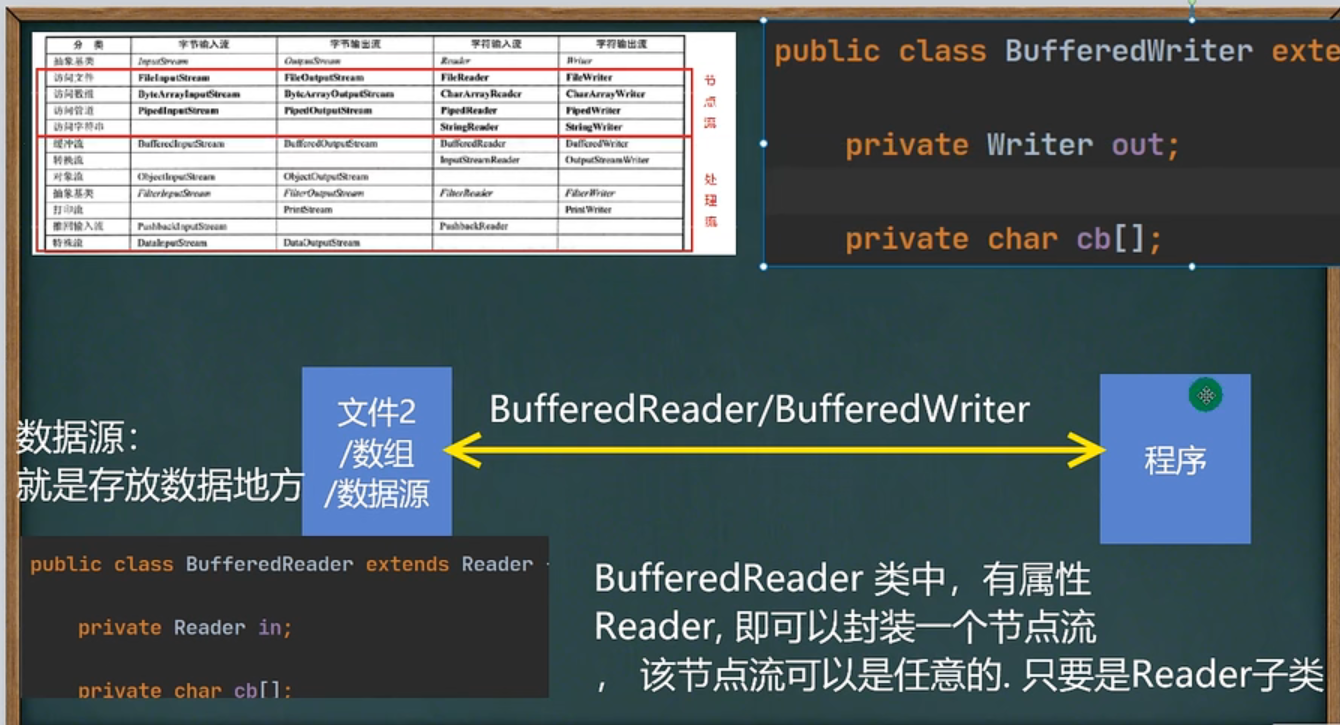 分 类 字节输入流 字节输出流 字符输入流 字符输出流
抽象基类 InputStream OutputStream Reader Writer
访问文件 FileInputStream FileOutputStream FileReader FileWriter
访问数组 ByteArrayInputStream ByteArrayOutputStream CharArrayReader CharArrayWriter
访问管道 PipedInputStream PipedOutputStream PipedReader PipedWriter
访问字符串 StringReader StringWriter
缓冲流 BufferedInputStream BufferedOutputStream BufferedReader BufferedWriter
转换流 InputStreamReader OutputStreamWriter
对象流 ObjectInputStream ObjectOutputStream
抽象基类 FilterInputStream FilterOutputStream FilterReader FilterWriter
打印流 PrintStream PrintWriter
推回输入流 PushbackInputStream PushbackReader
特殊流 DataInputStream DataOutputStream
节点流
处理流
public class BufferedWriter exte
private Writer out;
private char cb[];
数据源:
就是存放数据地方
文件2
/数组
/数据源
BufferedReader/BufferedWriter
程序
public class BufferedReader extends Reader
private Reader in;
private char cb[];
BufferedReader 类中，有属性
Reader, 即可以封装一个节点流
， 该节点流可以是任意的. 只要是Reader子类